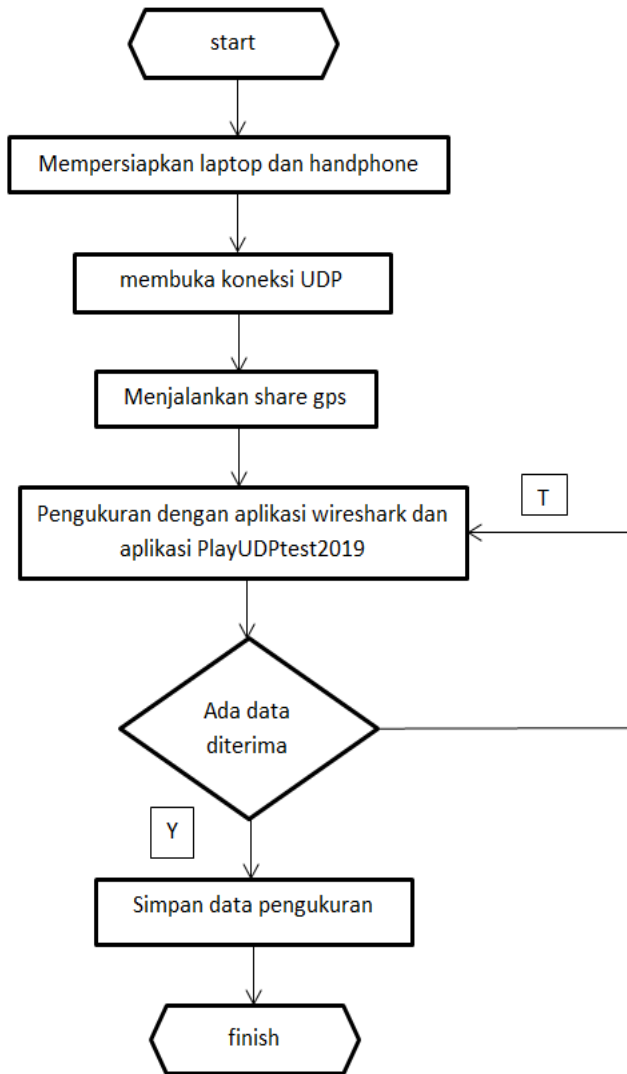 start
Mempersiapkan laptop dan handphone
membuka koneksi UDP
Menjalankan share gps
Pengukuran dengan aplikasi wireshark dan
aplikasi PlayUDPtest2019
T
Ada data
diterima
Y
Simpan data pengukuran
finish